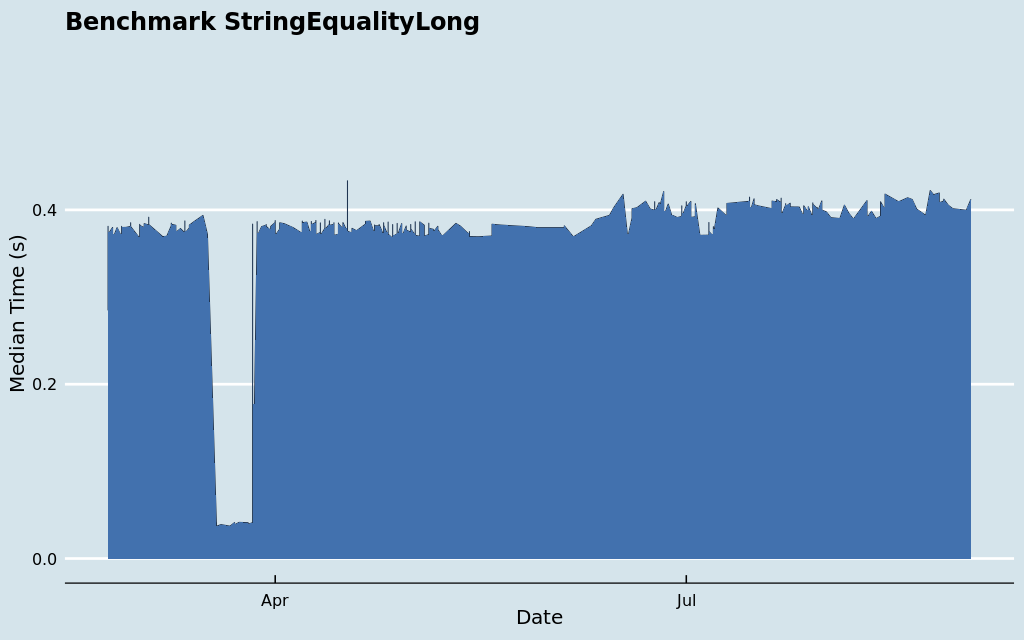 Benchmark StringEqualityLong
Median Time (s)
0.4
0.2
0.0
Apr
Jul
Date